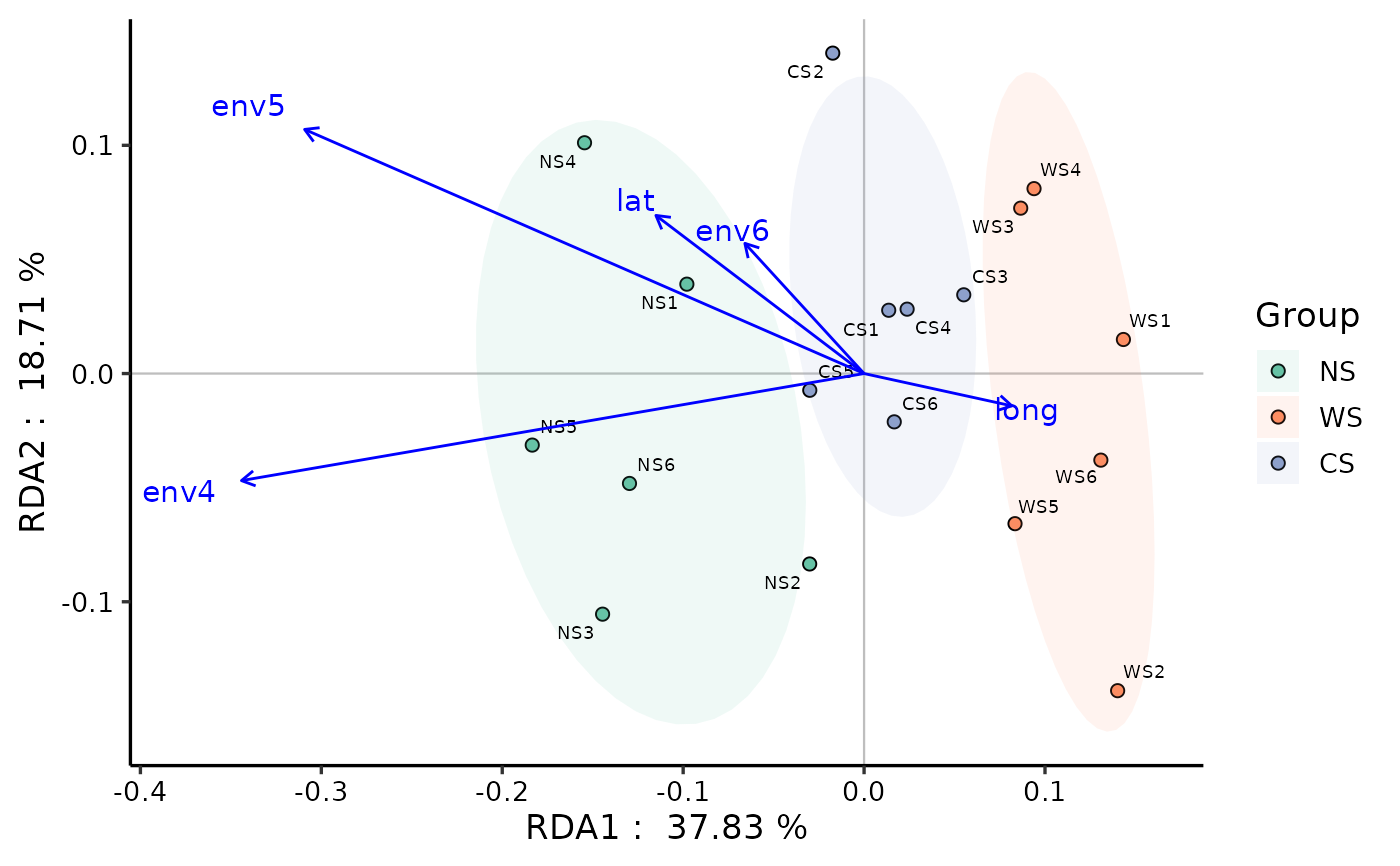 CS2
env5
0.1
NS4
WS4
lat
WS3
env6
CS3
NS1
Group
CS1
CS4
WS1
0.0
CS5
NS
CS6
long
WS
NS5
NS6
WS6
CS
env4
WS5
RDA2 :  18.71 %
NS2
-0.1
NS3
WS2
-0.4
-0.3
-0.2
-0.1
0.0
0.1
RDA1 :  37.83 %